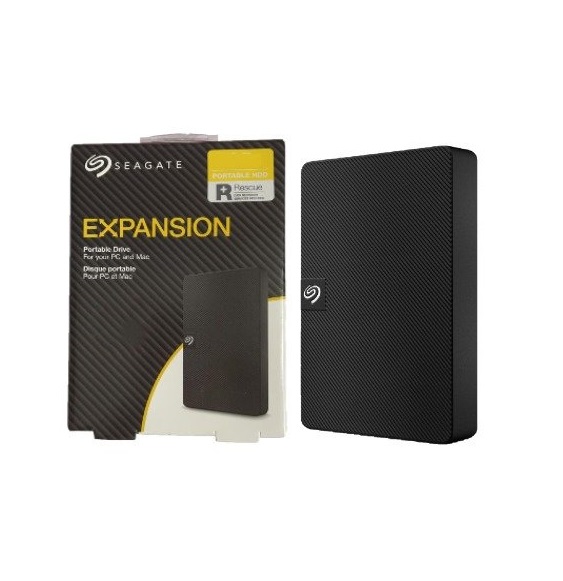 SEAGATE
PORTABLE HDD
Rescue
EXPANSION
Portable Drive
For your PC and Mac
Disque portable
Pour PC et Mac